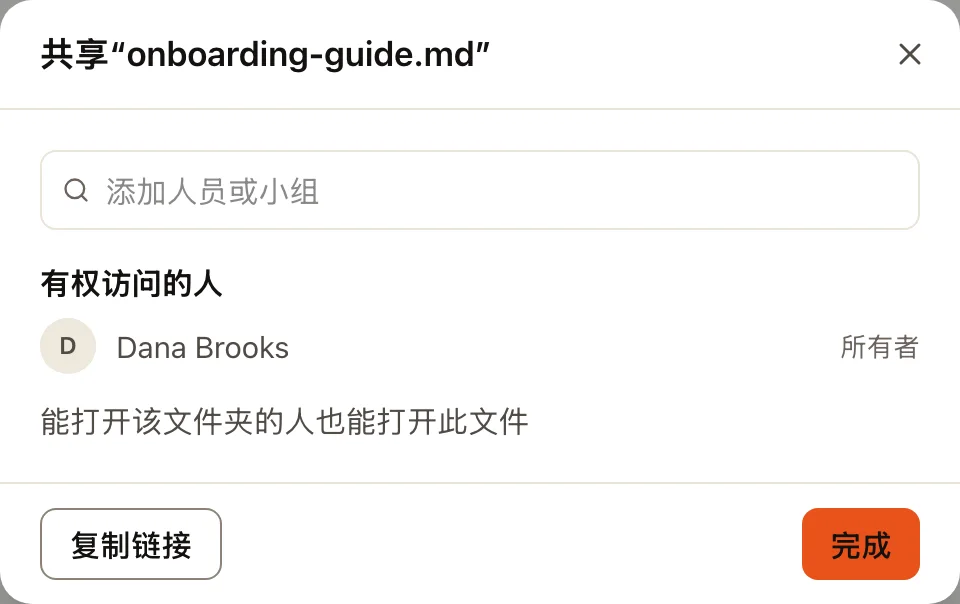 共享“onboarding-guide.md”
添加人员或小组
有权访问的人
D Dana Brooks 所有者
能打开该文件夹的人也能打开此文件
复制链接 完成